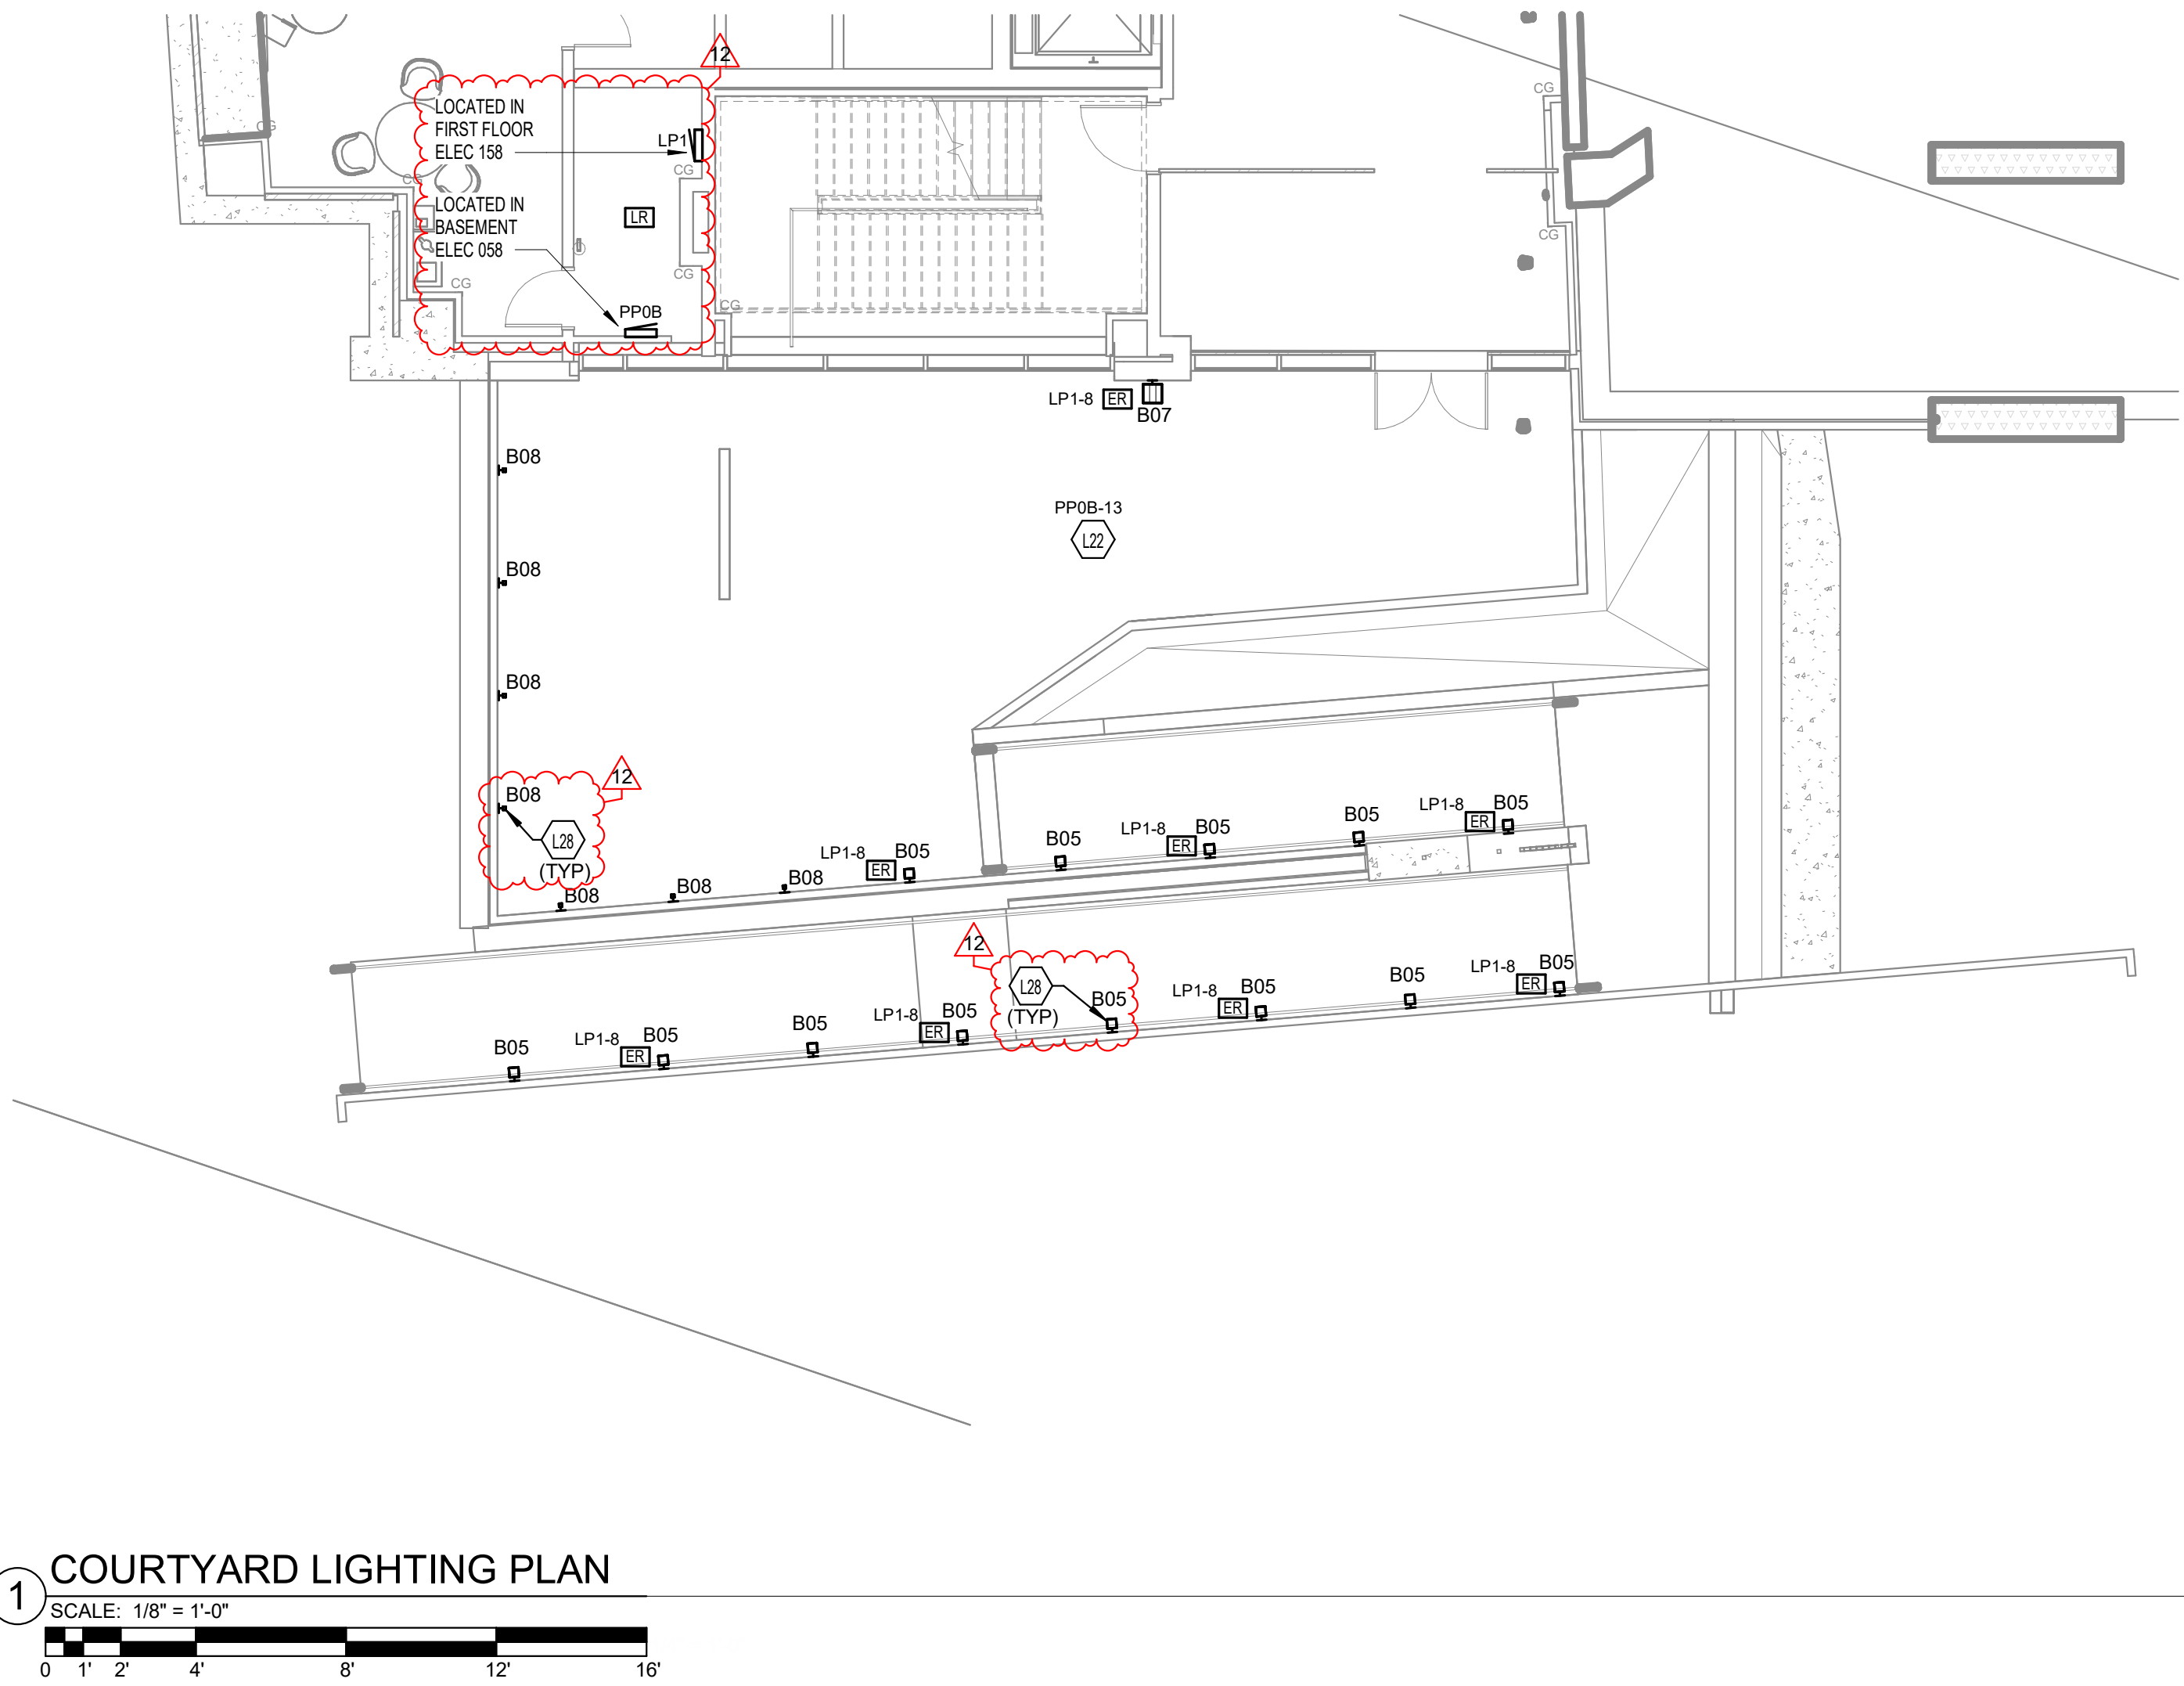 12
LOCATED IN
FIRST FLOOR
ELEC 158
LP1
CG
CG
CG
CG
LOCATED IN
BASEMENT
ELEC 058
LR
CG
CG
CG
CG
CG
PP0B
LP1-8 ER
B07
B08
PP0B-13
L22
B08
B08
12
B08
L28
(TYP)
B08
B08
B08
LP1-8
ER
B05
B05
LP1-8
ER
B05
B05
LP1-8
ER
B05
12
L28
(TYP)
B05
B05
LP1-8
ER
B05
B05
LP1-8
ER
B05
LP1-8
ER
B05
B05
LP1-8
ER
B05
1
COURTYARD LIGHTING PLAN
SCALE: 1/8" = 1'-0"
0 1' 2' 4' 8' 12' 16'